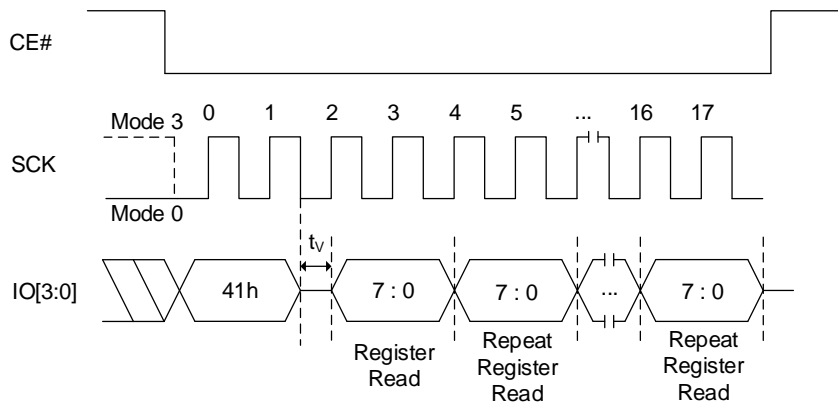 CE#
0 1 2 3 4 5 ... 16 17
Mode 3
SCK
Mode 0
tV
IO[3:0]
41h
7 : 0
7 : 0
...
7 : 0
Register
Read
Repeat
Register
Read
Repeat
Register
Read